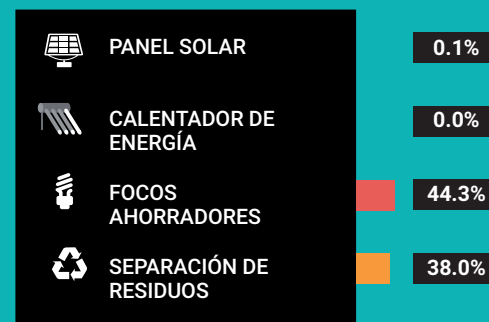 PANEL SOLAR 0.1%
CALENTADOR DE
ENERGÍA 0.0%
FOCOS
AHORRADORES 44.3%
SEPARACIÓN DE
RESIDUOS 38.0%